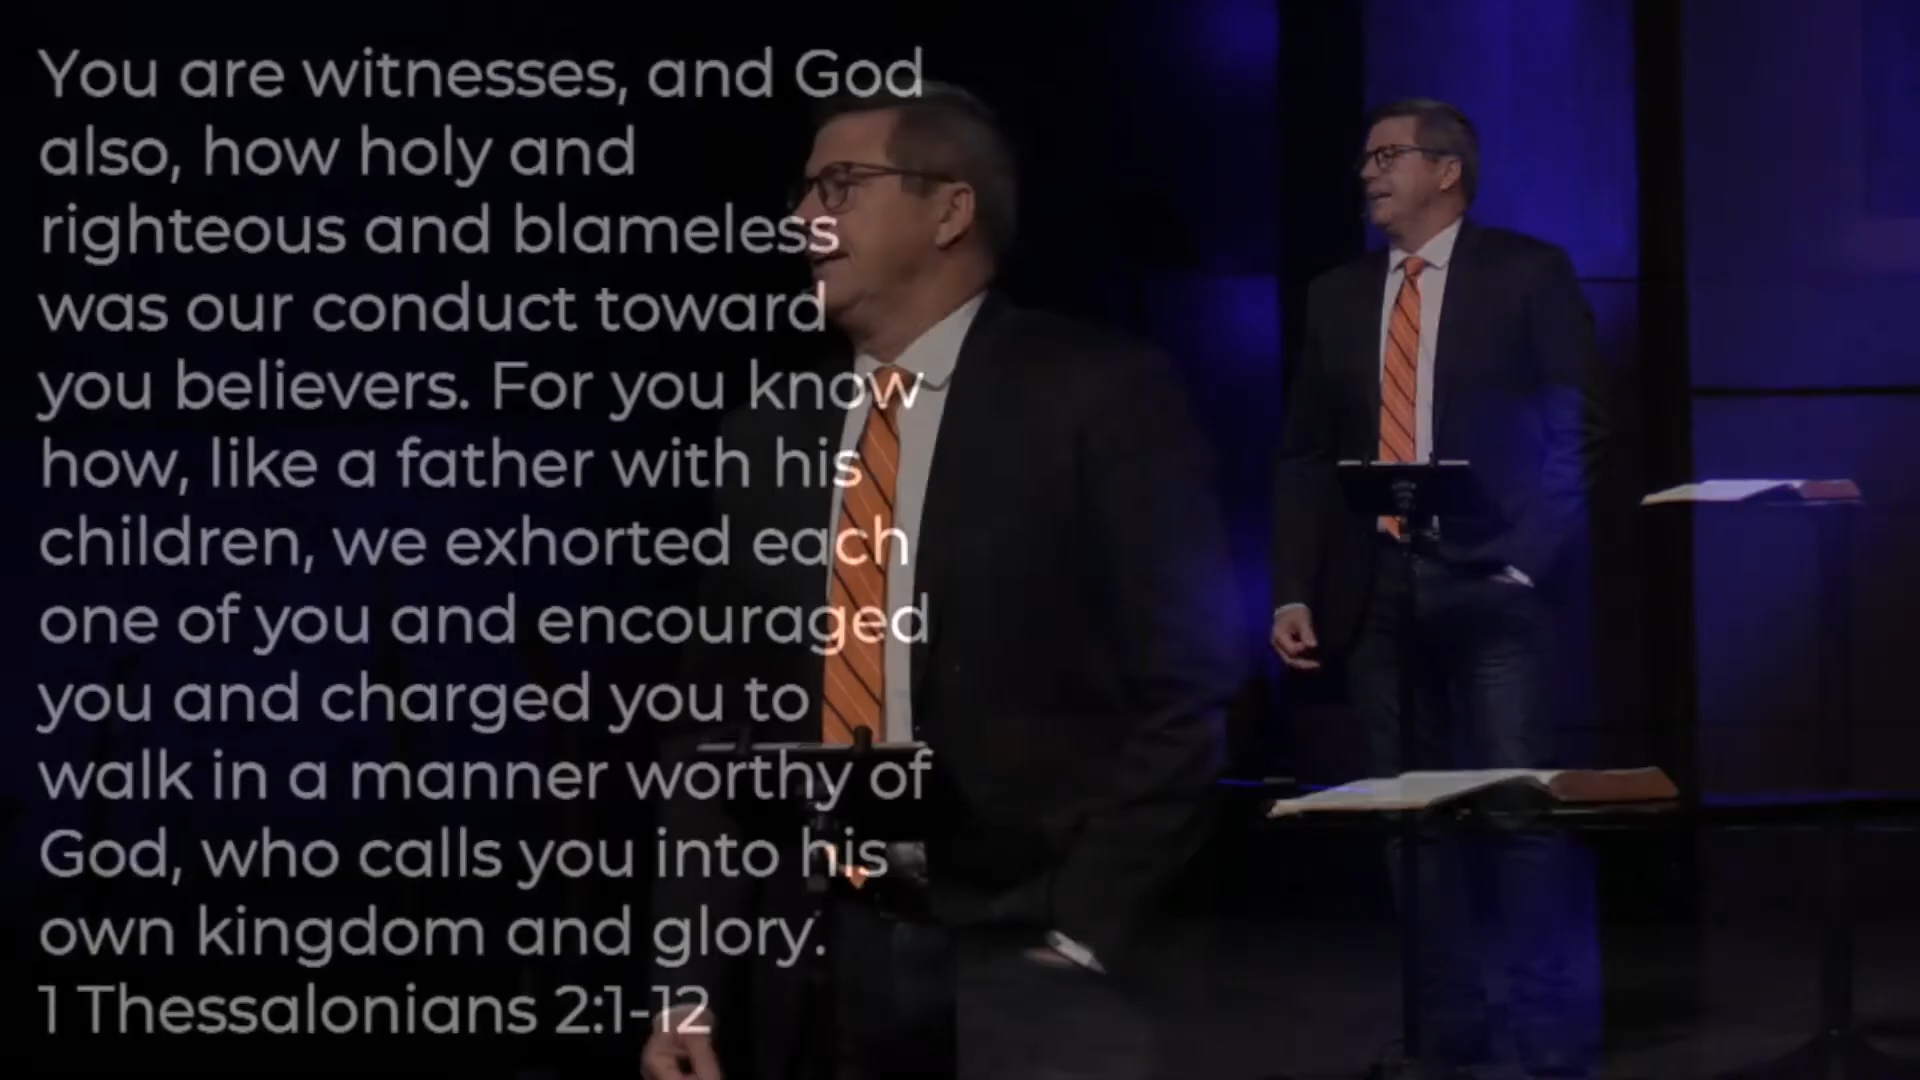 You are witnesses, and God
also, how holy and
righteous and blameless
was our conduct toward
you believers. For you know
how, like a father with his
children, we exhorted each
one of you and encouraged
you and charged you to
walk in a manner worthy of
God, who calls you into his
own kingdom and glory.
1 Thessalonians 2:1-12